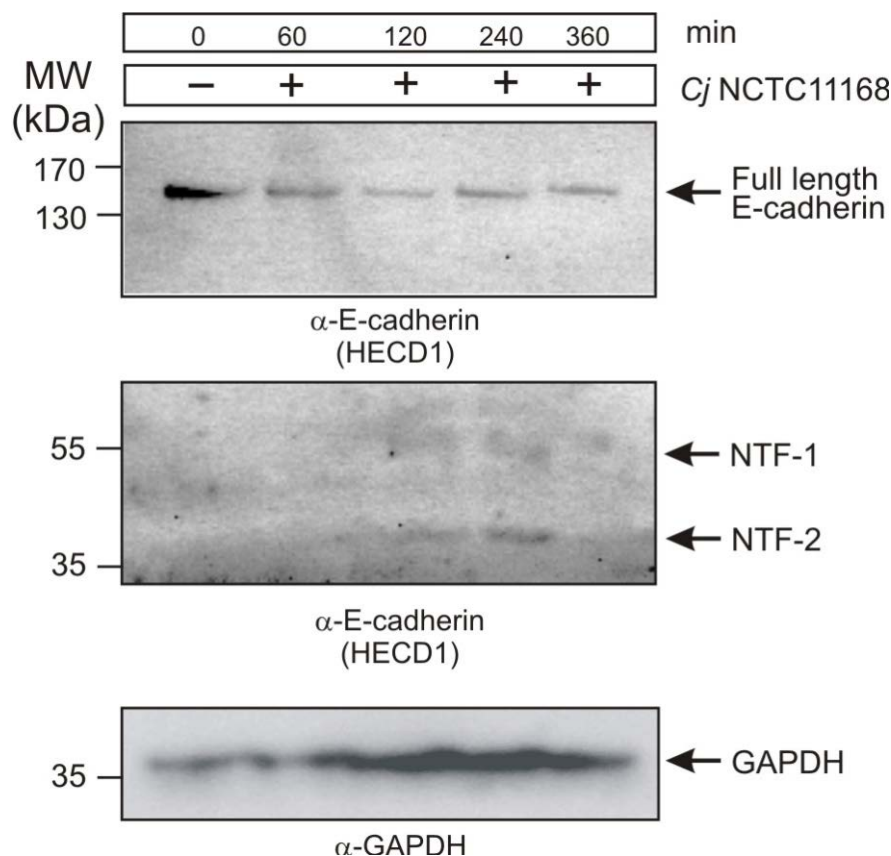 0 60 120 240 360 min
MW
(kDa)
− + + + + Cj NCTC11168
170
130
Full length
E-cadherin
α-E-cadherin
(HECD1)
55
NTF-1
NTF-2
35
α-E-cadherin
(HECD1)
35
GAPDH
α-GAPDH